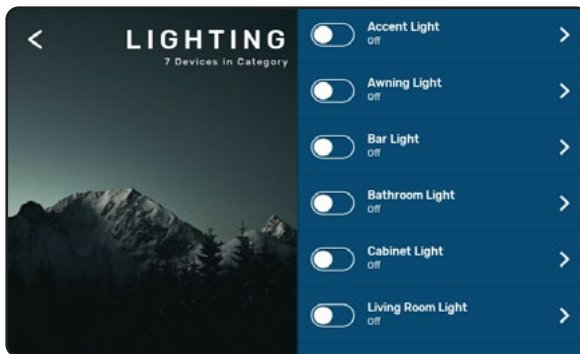 LIGHTING
7 Devices in Category
Accent Light
Off
Awning Light
Off
Bar Light
Off
Bathroom Light
Off
Cabinet Light
Off
Living Room Light
Off